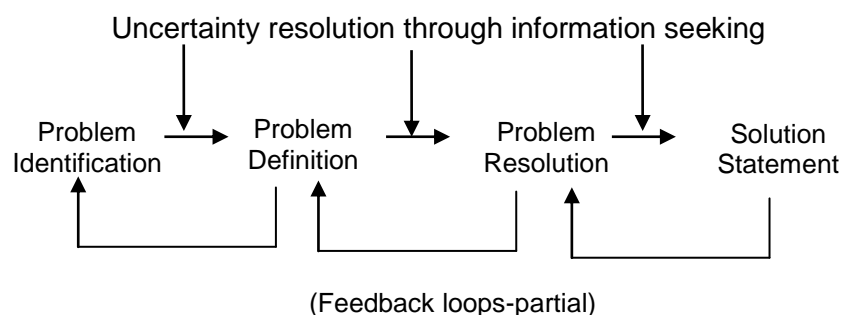 Uncertainty resolution through information seeking
Problem
Identification
Problem
Definition
Problem
Resolution
Solution
Statement
(Feedback loops-partial)